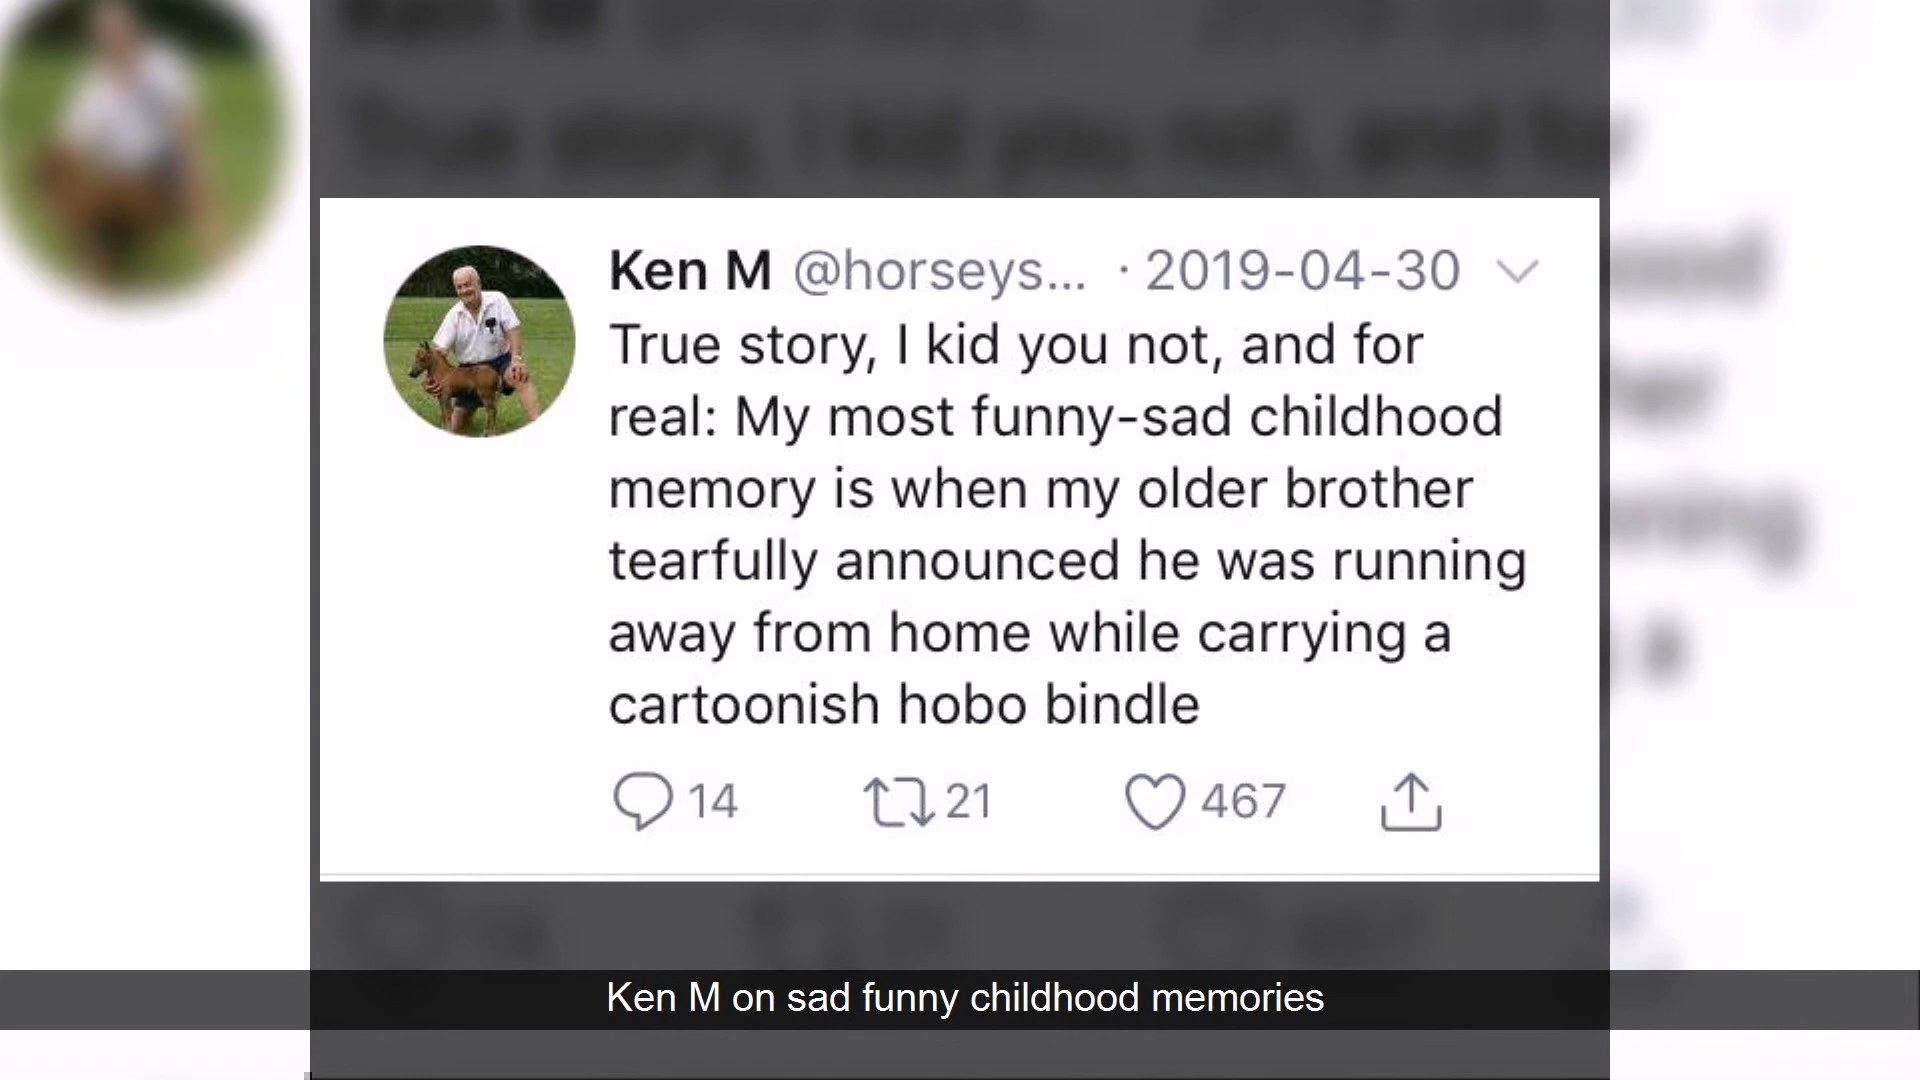 Ken M @horseys... · 2019-04-30
True story, I kid you not, and for
real: My most funny-sad childhood
memory is when my older brother
tearfully announced he was running
away from home while carrying a
cartoonish hobo bindle
14 21 467
Ken M on sad funny childhood memories